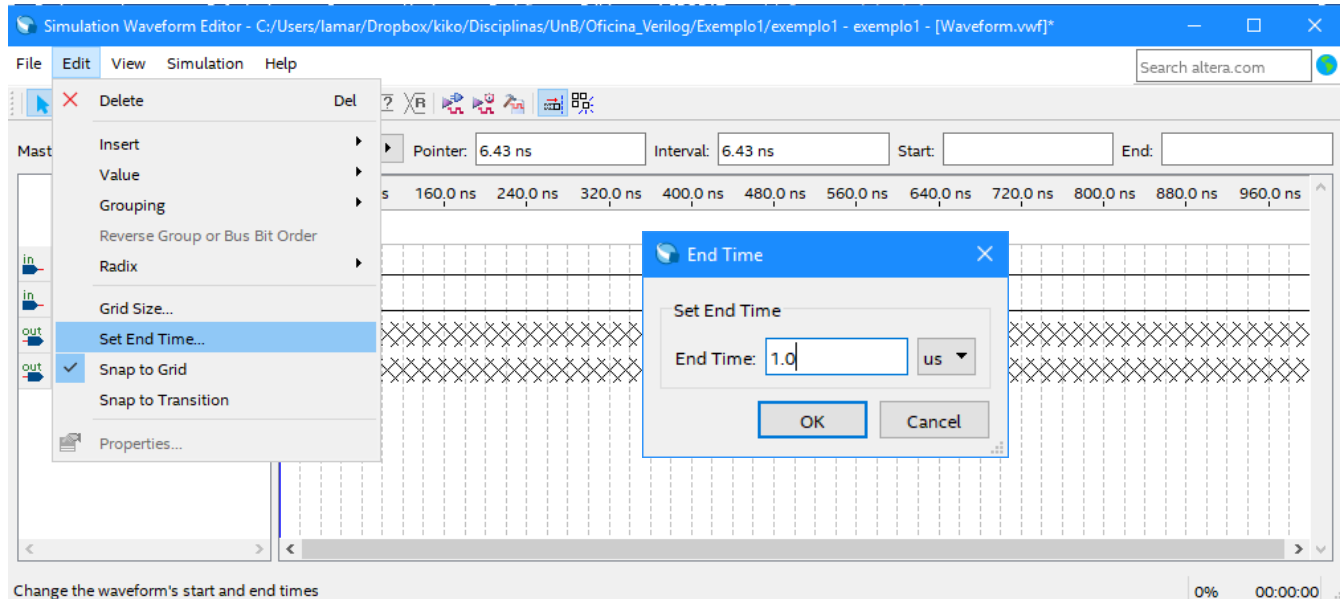 Simulation Waveform Editor - C:/Users/lamar/Dropbox/kiko/Disciplinas/UnB/Oficina_Verilog/Exemplo1/exemplo1 - exemplo1 - [Waveform.vwf]*
File Edit View Simulation Help
Search altera.com
Delete Del
Insert
Value
Grouping
Reverse Group or Bus Bit Order
Radix
Grid Size...
Set End Time...
Snap to Grid
Snap to Transition
Properties...
Mast
Pointer: 6.43 ns Interval: 6.43 ns Start: End:
s 160,0 ns 240,0 ns 320,0 ns 400,0 ns 480,0 ns 560,0 ns 640,0 ns 720,0 ns 800,0 ns 880,0 ns 960,0 ns
in
in
out
out
End Time
Set End Time
End Time: 1.0 us
OK Cancel
Change the waveform's start and end times
0% 00:00:00